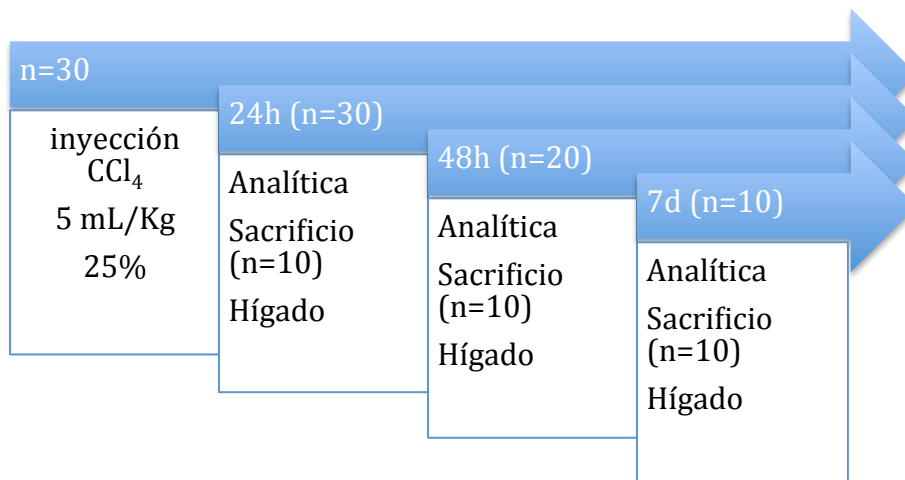 n=30
inyección
CCl₄
5 mL/Kg
25%
24h (n=30)
Analítica
Sacrificio
(n=10)
Hígado
48h (n=20)
Analítica
Sacrificio
(n=10)
Hígado
7d (n=10)
Analítica
Sacrificio
(n=10)
Hígado